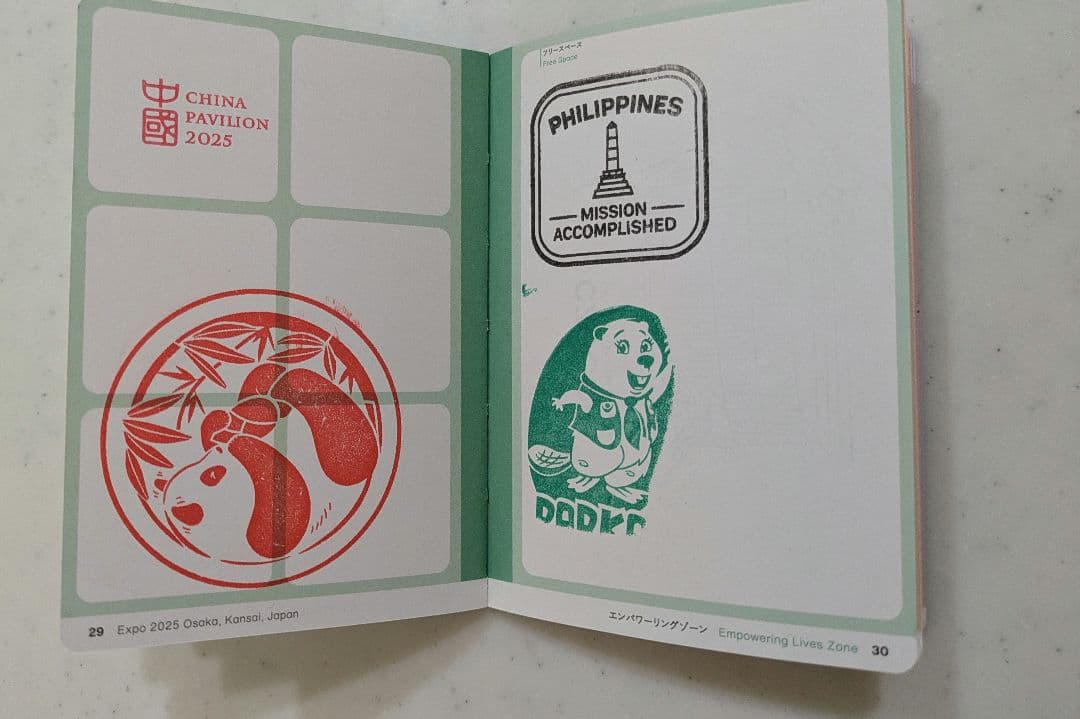 中國
CHINA
PAVILION
2025
29 Expo 2025 Osaka, Kansai, Japan
フリースペース
Free Space
PHILIPPINES
MISSION
ACCOMPLISHED
エンパワーリングゾーン Empowering Lives Zone 30